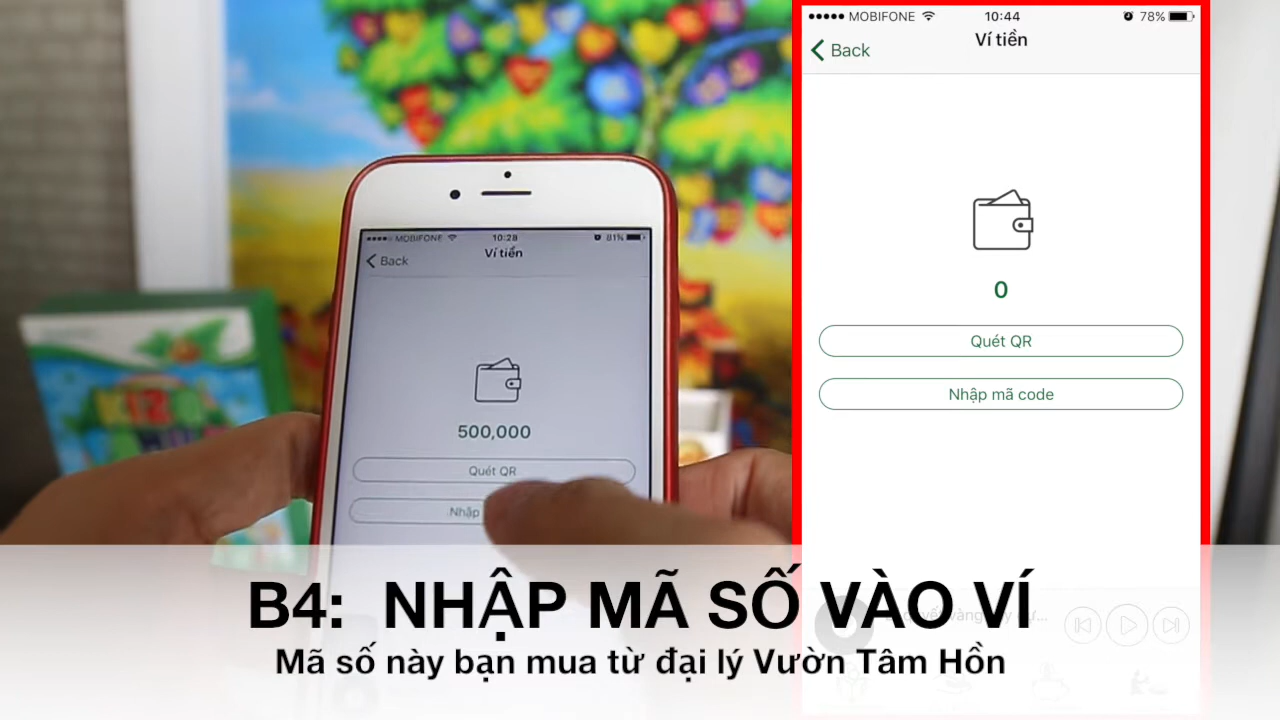 MOBIFONE 10:28 81%
Back Ví tiền
500,000
Quét QR
Nhập
MOBIFONE 10:44 78%
Back Ví tiền
0
Quét QR
Nhập mã code
B4: NHẬP MÃ SỐ VÀO VÍ
Mã số này bạn mua từ đại lý Vườn Tâm Hồn